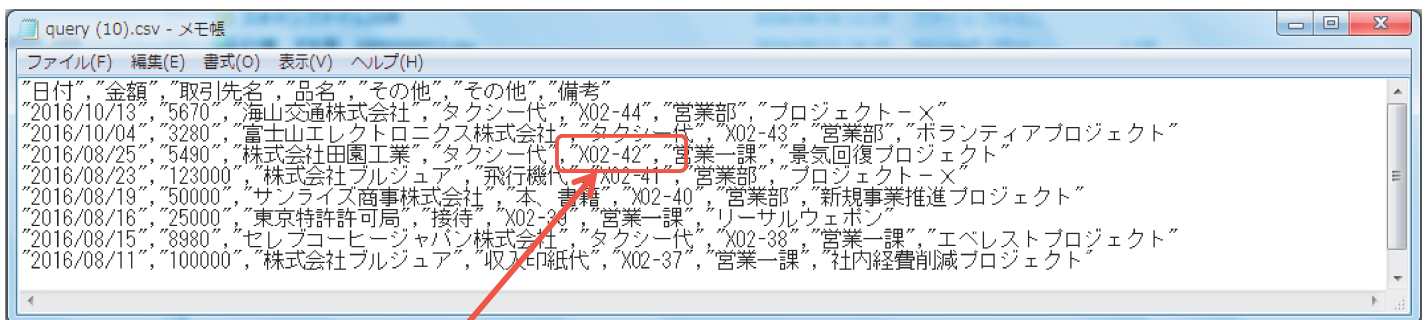 query (10).csv - メモ帳
ファイル(F) 編集(E) 書式(O) 表示(V) ヘルプ(H)
"日付","金額","取引先名","品名","その他","その他","備考"
"2016/10/13","5670","海山交通株式会社","タクシー代","X02-44","営業部","プロジェクト－X"
"2016/10/04","3280","富士山エレクトロニクス株式会社","タクシー代","X02-43","営業部","ボランティアプロジェクト"
"2016/08/25","5490","株式会社田園工業","タクシー代","X02-42","営業一課","景気回復プロジェクト"
"2016/08/23","123000","株式会社ブルジュア","飛行機代","X02-41","営業部","プロジェクト－X"
"2016/08/19","50000","サンライズ商事株式会社","本、書籍","X02-40","営業部","新規事業推進プロジェクト"
"2016/08/16","25000","東京特許許可局","接待","X02-39","営業一課","リーサルウェポン"
"2016/08/15","8980","セレブコーヒージャパン株式会社","タクシー代","X02-38","営業一課","エベレストプロジェクト"
"2016/08/11","100000","株式会社ブルジュア","収入印紙代","X02-37","営業一課","社内経費削減プロジェクト"